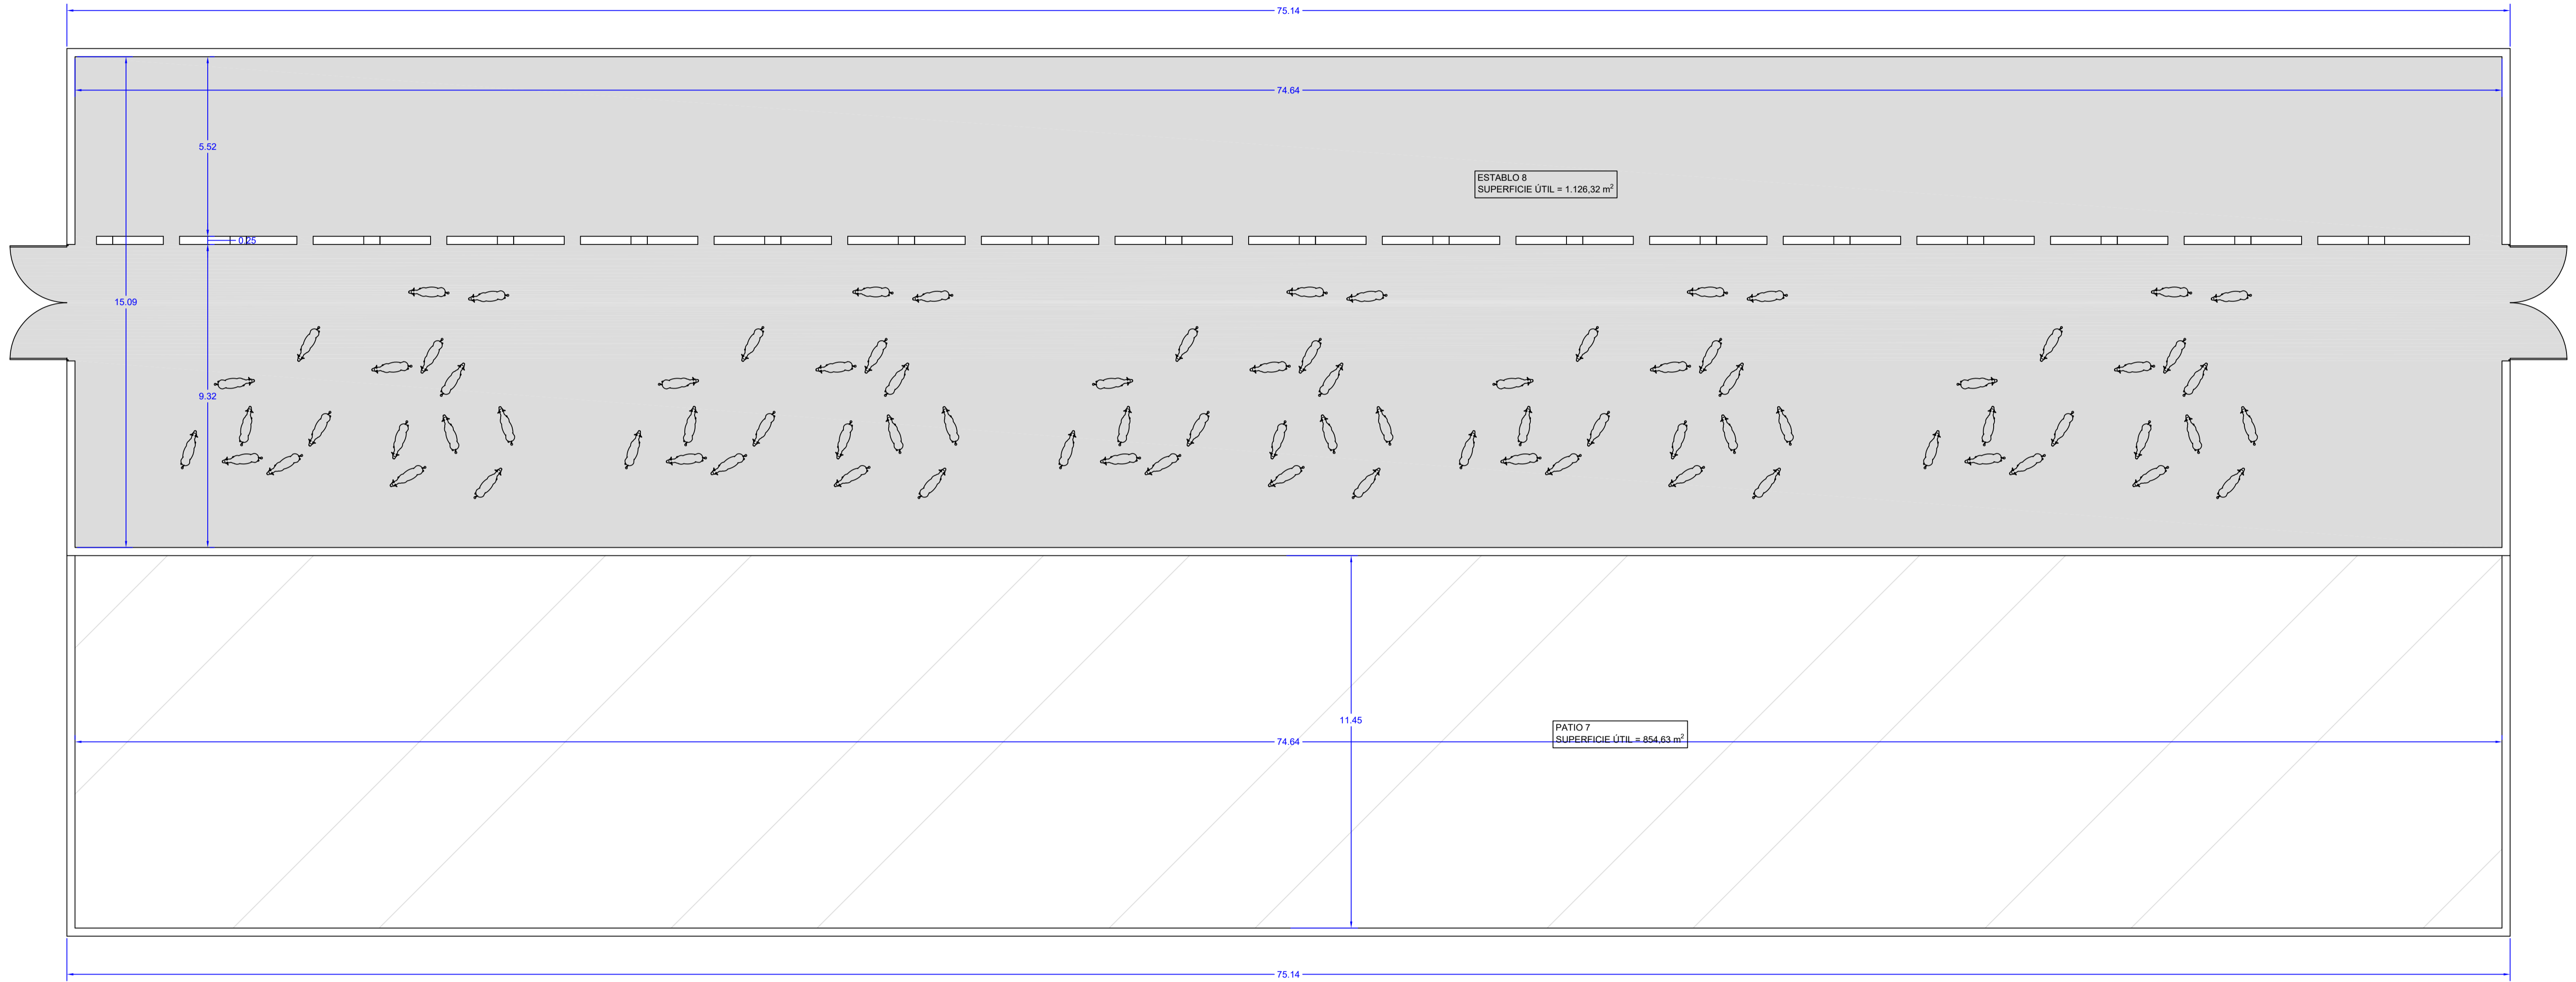 75.14
74.64
5.52
ESTABLO 8
SUPERFICIE ÚTIL = 1.126,32 m²
0.25
15.09
9.32
11.45
PATIO 7
SUPERFICIE ÚTIL = 854,63 m²
74.64
75.14